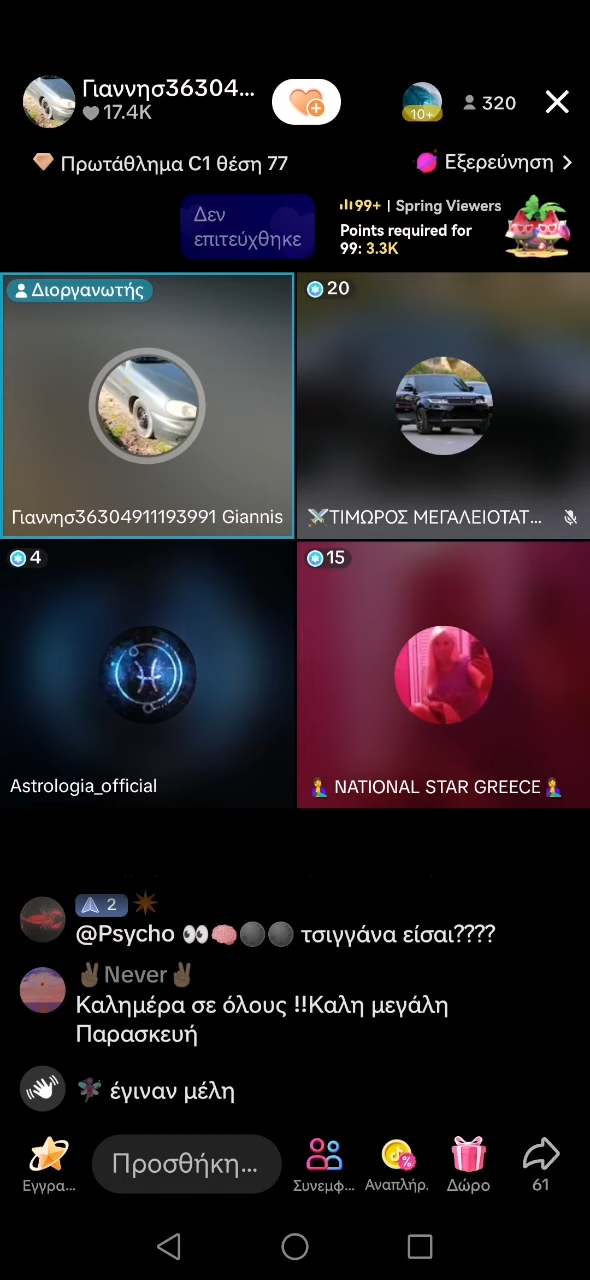 Γιαννησ36304...
17.4K
10+
320
Πρωτάθλημα C1 θέση 77
Εξερεύνηση
Δεν
επιτεύχθηκε
99+ | Spring Viewers
Points required for
99: 3.3K
Διοργανωτής
20
Γιαννησ36304911193991 Giannis
⚔️ΤΙΜΩΡΟΣ ΜΕΓΑΛΕΙΟΤΑΤ...
4
15
Astrologia_official
🤦‍♀️ NATIONAL STAR GREECE 🤦‍♀️
2
@Psycho 👀🧠🌑🌑 τσιγγάνα είσαι????
✌🏽Never✌🏽
Καλημέρα σε όλους !!Καλη μεγάλη
Παρασκευή
έγιναν μέλη
Προσθήκη...
Εγγρα...
Συνεμφ...
Αναπλήρ.
Δώρο
61